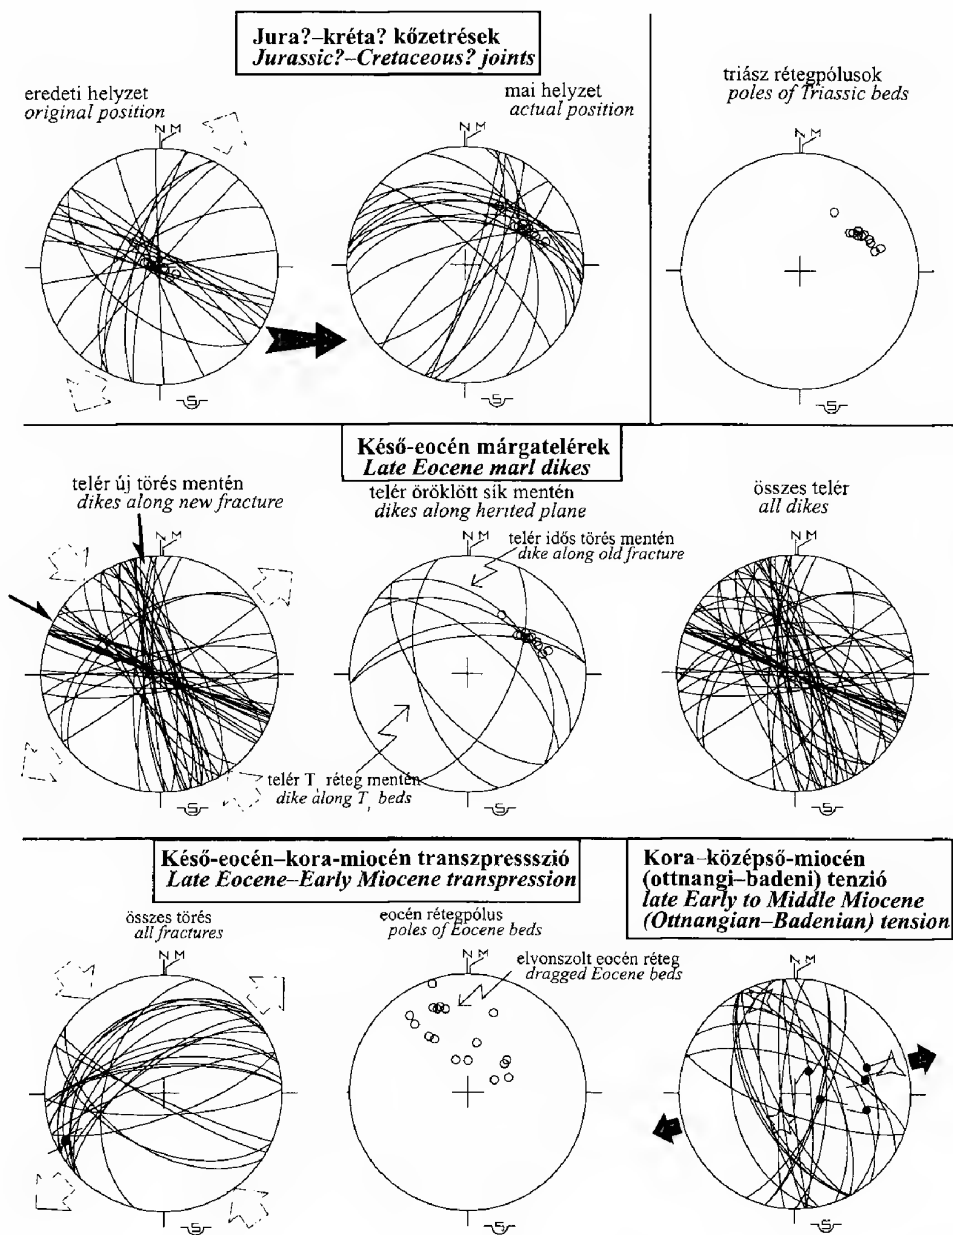 Jura?–kréta? kőzetrések
Jurassic?–Cretaceous? joints
eredeti helyzet
original position
mai helyzet
actual position
triász rétegpólusok
poles of Triassic beds
N M
N M
N M
S
S
S
Késő-eocén márgatelérek
Late Eocene marl dikes
telér új törés mentén
dikes along new fracture
telér öröklött sík mentén
dikes along herited plane
összes telér
all dikes
telér idős törés mentén
dike along old fracture
N M
N M
N M
telér T réteg mentén
dike along T beds
S
S
S
Késő-eocén–kora-miocén transzpressszió
Late Eocene–Early Miocene transpression
Kora–középső-miocén
(ottnangi–badeni) tenzió
late Early to Middle Miocene
(Ottnangian–Badenian) tension
összes törés
all fractures
eocén rétegpólus
poles of Eocene beds
elvonszolt eocén réteg
dragged Eocene beds
N M
N M
N M
S
S
S